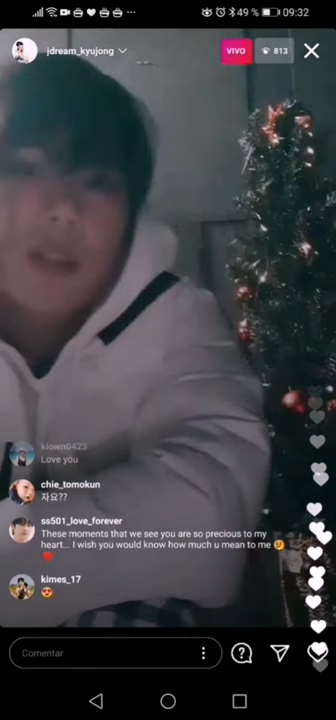 49 % 09:32
jdream_kyujong
VIVO
813
klown0423
Love you
chie_tomokun
자요??
ss501_love_forever
These moments that we see you are so precious to my
heart... I wish you would know how much u mean to me 😢
❤️
kimes_17
😍
Comentar